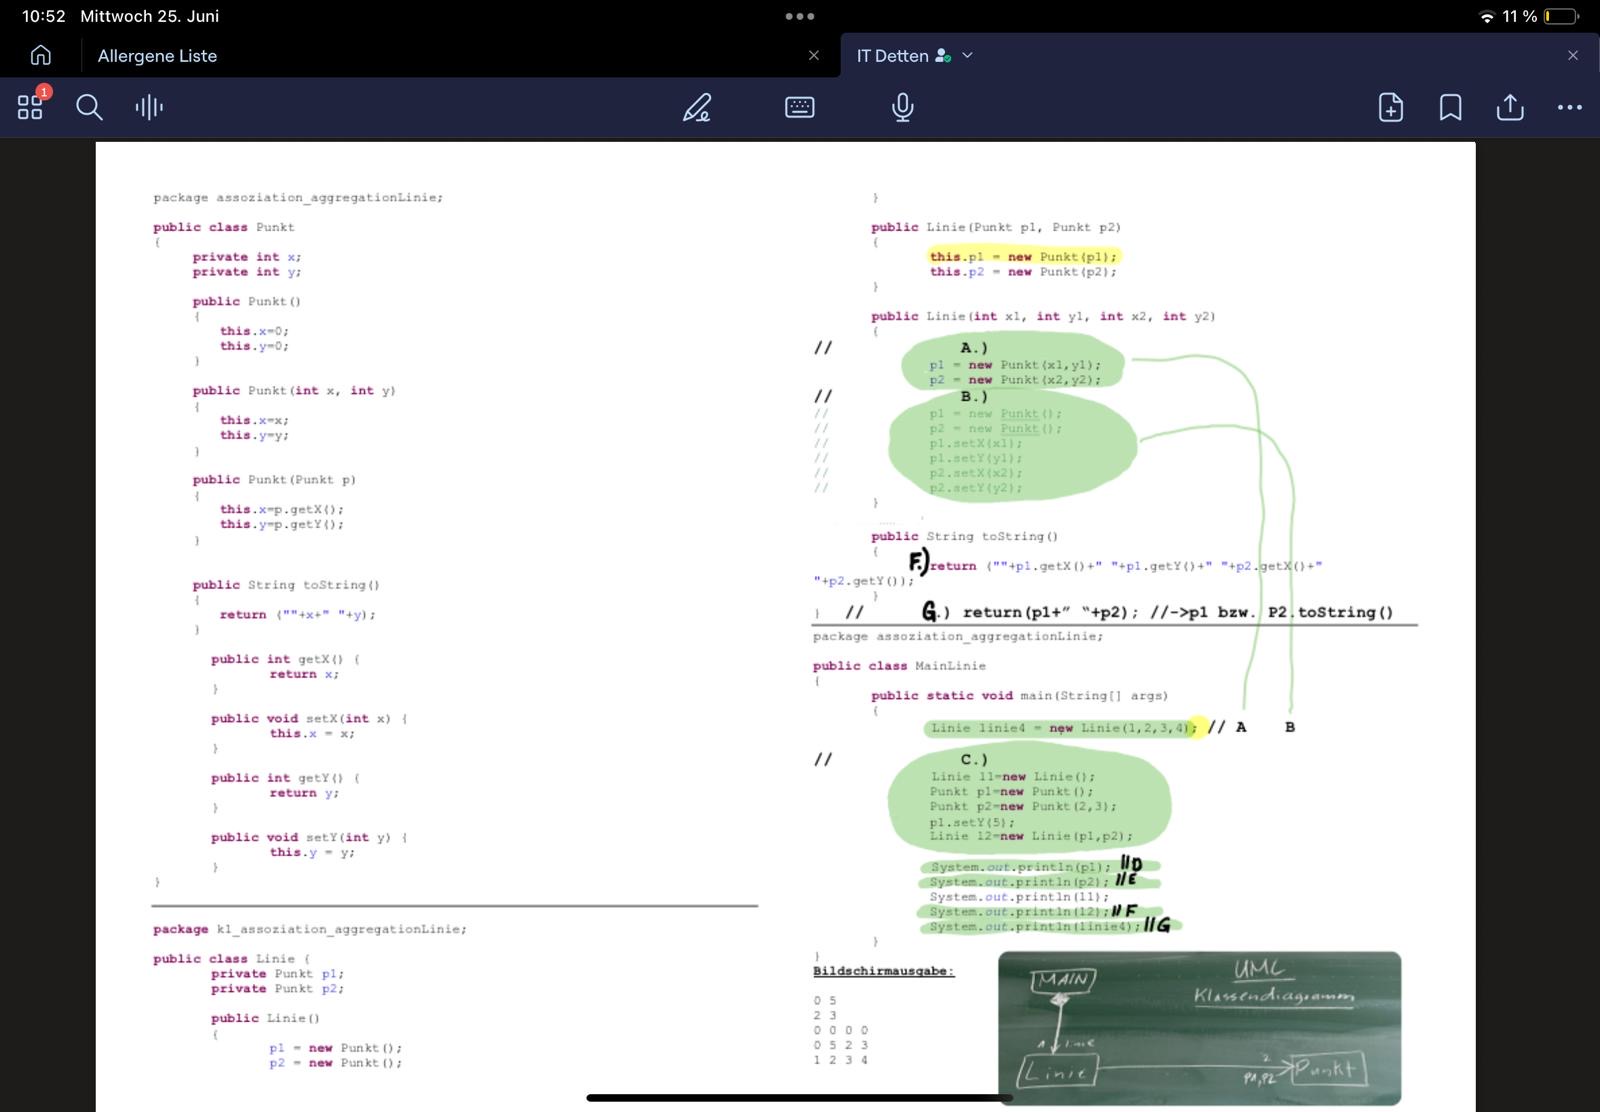 10:52 Mittwoch 25. Juni
11 %
Allergene Liste
IT Detten
1
package assoziation_aggregationLinie;
public class Punkt
{
private int x;
private int y;
public Punkt()
{
this.x=0;
this.y=0;
}
public Punkt(int x, int y)
{
this.x=x;
this.y=y;
}
public Punkt(Punkt p)
{
this.x=p.getX();
this.y=p.getY();
}
public String toString()
{
return (""+x+" "+y);
}
public int getX() {
return x;
}
public void setX(int x) {
this.x = x;
}
public int getY() {
return y;
}
public void setY(int y) {
this.y = y;
}
}
package k1_assoziation_aggregationLinie;
public class Linie {
private Punkt p1;
private Punkt p2;
public Linie()
{
p1 = new Punkt();
p2 = new Punkt();
}
public Linie(Punkt p1, Punkt p2)
{
this.p1 = new Punkt(p1);
this.p2 = new Punkt(p2);
}
public Linie(int x1, int y1, int x2, int y2)
{
// A.)
p1 = new Punkt(x1,y1);
p2 = new Punkt(x2,y2);
// B.)
// p1 = new Punkt();
// p2 = new Punkt();
// p1.setX(x1);
// p1.setY(y1);
// p2.setX(x2);
// p2.setY(y2);
}
public String toString()
{
F.) return (""+p1.getX()+" "+p1.getY()+" "+p2.getX()+"
"+p2.getY());
}
} // G.) return(p1+” “+p2); //->p1 bzw. P2.toString()
package assoziation_aggregationLinie;
public class MainLinie
{
public static void main(String[] args)
{
Linie linie4 = new Linie(1,2,3,4); // A B
// C.)
Linie l1=new Linie();
Punkt p1=new Punkt();
Punkt p2=new Punkt(2,3);
p1.setY(5);
Linie l2=new Linie(p1,p2);
System.out.println(p1); //D
System.out.println(p2); //E
System.out.println(l1);
System.out.println(l2); //F
System.out.println(linie4); //G
}
}
Bildschirmausgabe:
0 5
2 3
0 0 0 0
0 5 2 3
1 2 3 4
MAIN
UML
Klassendiagramm
1 Linie
Linie
2
P1,P2
Punkt